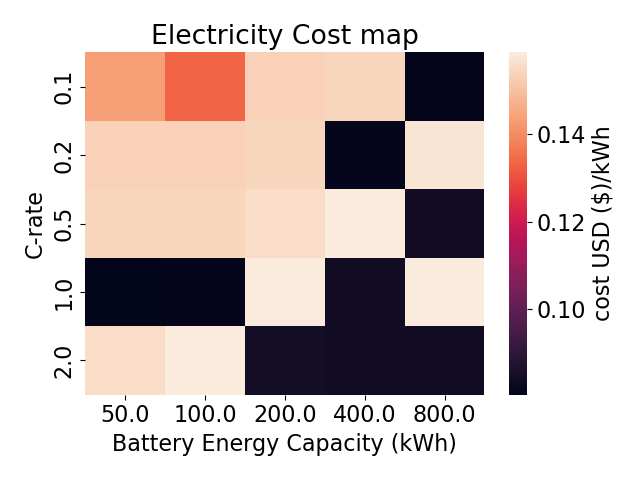 Electricity Cost map
0.1
0.2
0.5
1.0
2.0
C-rate
50.0 100.0 200.0 400.0 800.0
Battery Energy Capacity (kWh)
0.14
0.12
0.10
cost USD ($)/kWh